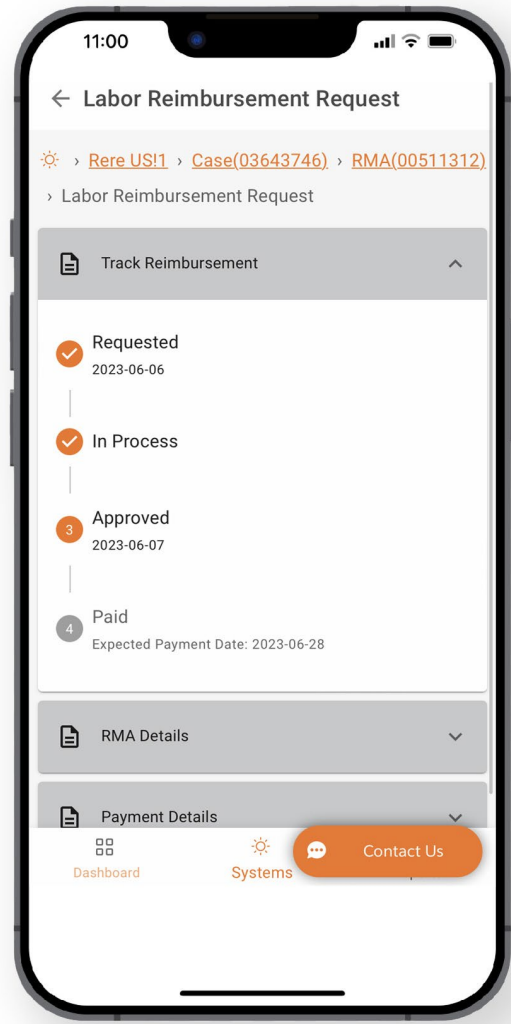 11:00
Labor Reimbursement Request
› Rere US!1 › Case(03643746) › RMA(00511312)
› Labor Reimbursement Request
Track Reimbursement
Requested
2023-06-06
In Process
3 Approved
2023-06-07
4 Paid
Expected Payment Date: 2023-06-28
RMA Details
Payment Details
Contact Us
Dashboard
Systems